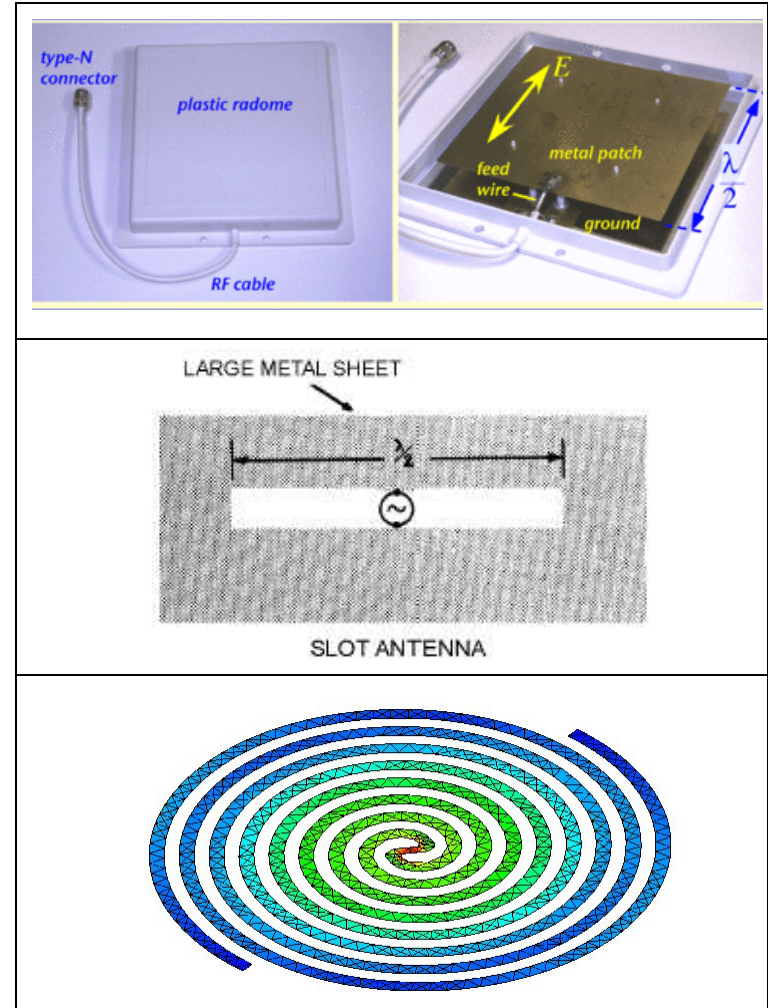 type-N
connector
plastic radome
RF cable
E
metal patch
feed
wire
ground
λ
2
LARGE METAL SHEET
λ/2
~
SLOT ANTENNA